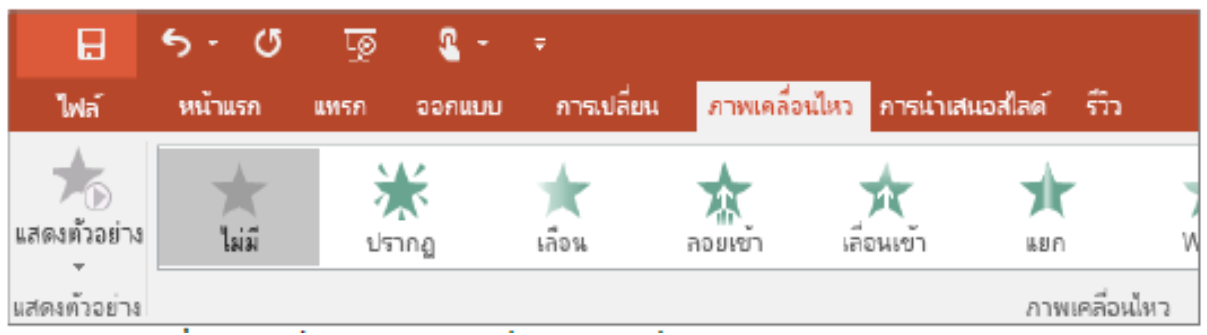 ไฟล์ หน้าแรก แทรก ออกแบบ การเปลี่ยน ภาพเคลื่อนไหว การนำเสนอสไลด์ รีวิว
แสดงตัวอย่าง ไม่มี ปรากฏ เลือน ลอยเข้า เลื่อนเข้า แยก W
แสดงตัวอย่าง ภาพเคลื่อนไหว